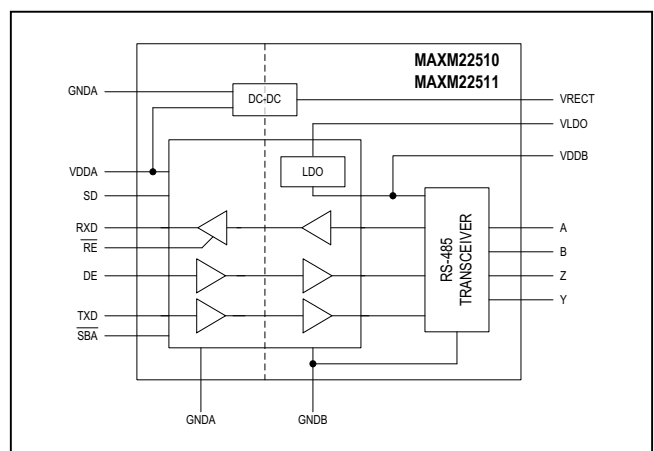 MAXM22510
MAXM22511
GNDA
DC-DC
VRECT
VLDO
VDDB
LDO
VDDA
SD
RXD
RE
DE
TXD
SBA
RS-485
TRANSCEIVER
A
B
Z
Y
GNDA
GNDB